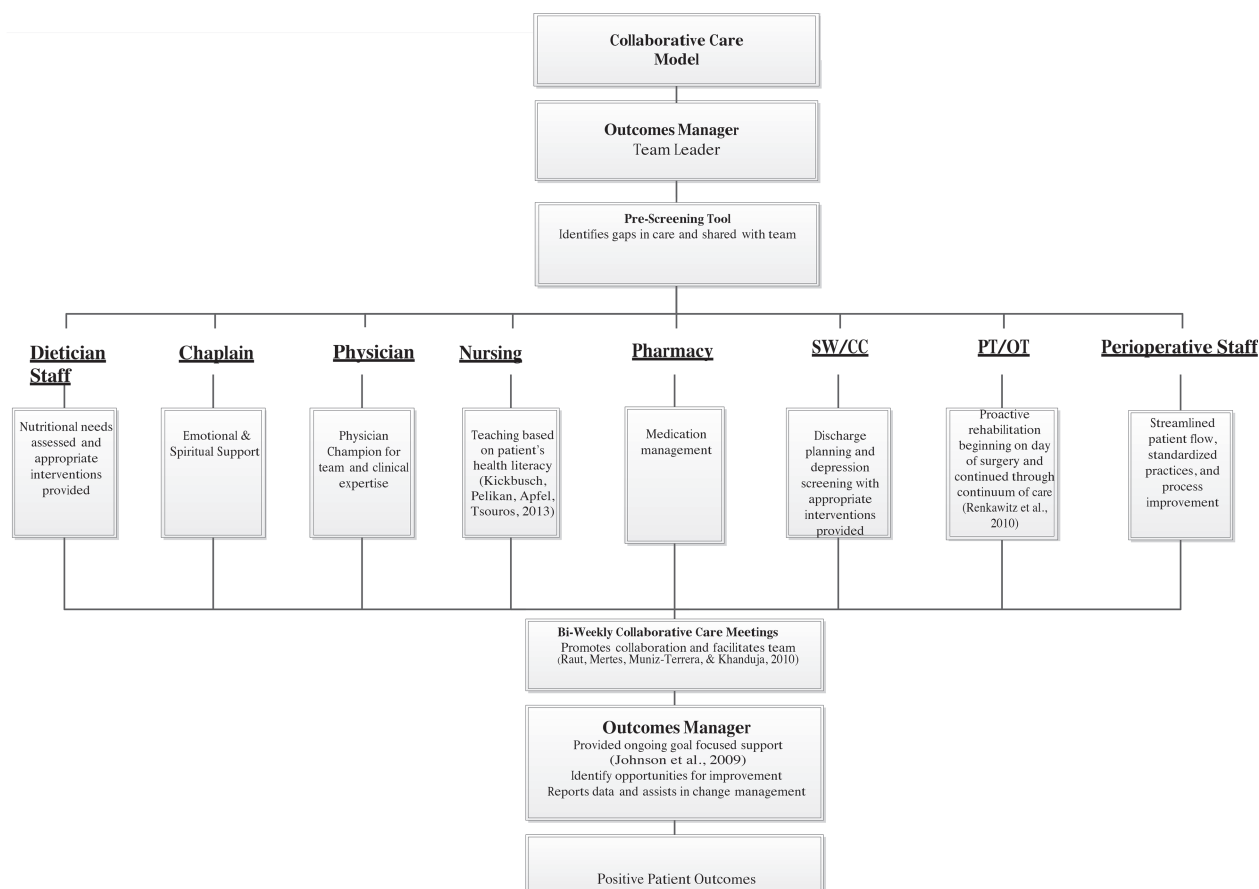 Collaborative Care
Model
Outcomes Manager
Team Leader
Pre-Screening Tool
Identifies gaps in care and shared with team
Dietician
Staff
Chaplain
Physician
Nursing
Pharmacy
SW/CC
PT/OT
Perioperative Staff
Nutritional needs
assessed and
appropriate
interventions
provided
Emotional &
Spiritual Support
Physician
Champion for
team and clinical
expertise
Teaching based
on patient's
health literacy
(Kickbusch,
Pelikan, Apfel,
Tsouros, 2013)
Medication
management
Discharge
planning and
depression
screening with
appropriate
interventions
provided
Proactive
rehabilitation
beginning on day
of surgery and
continued through
continuum of care
(Renkawitz et al.,
2010)
Streamlined
patient flow,
standardized
practices, and
process
improvement
Bi-Weekly Collaborative Care Meetings
Promotes collaboration and facilitates team
(Raut, Mertes, Muniz-Terrera, & Khanduja, 2010)
Outcomes Manager
Provided ongoing goal focused support
(Johnson et al., 2009)
Identify opportunities for improvement
Reports data and assists in change management
Positive Patient Outcomes